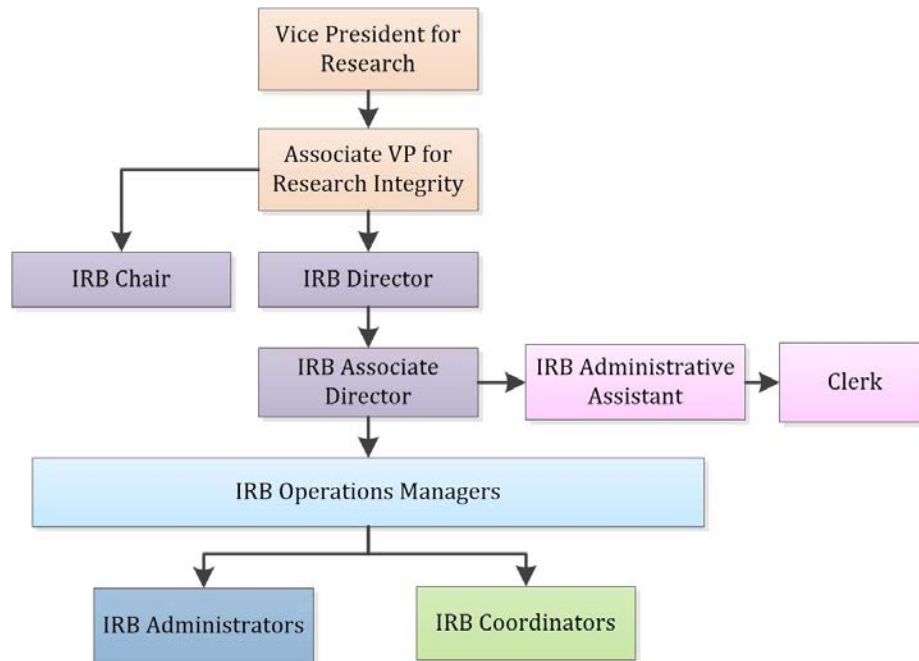 Vice President for
Research
Associate VP for
Research Integrity
IRB Chair
IRB Director
IRB Associate
Director
IRB Administrative
Assistant
Clerk
IRB Operations Managers
IRB Administrators
IRB Coordinators